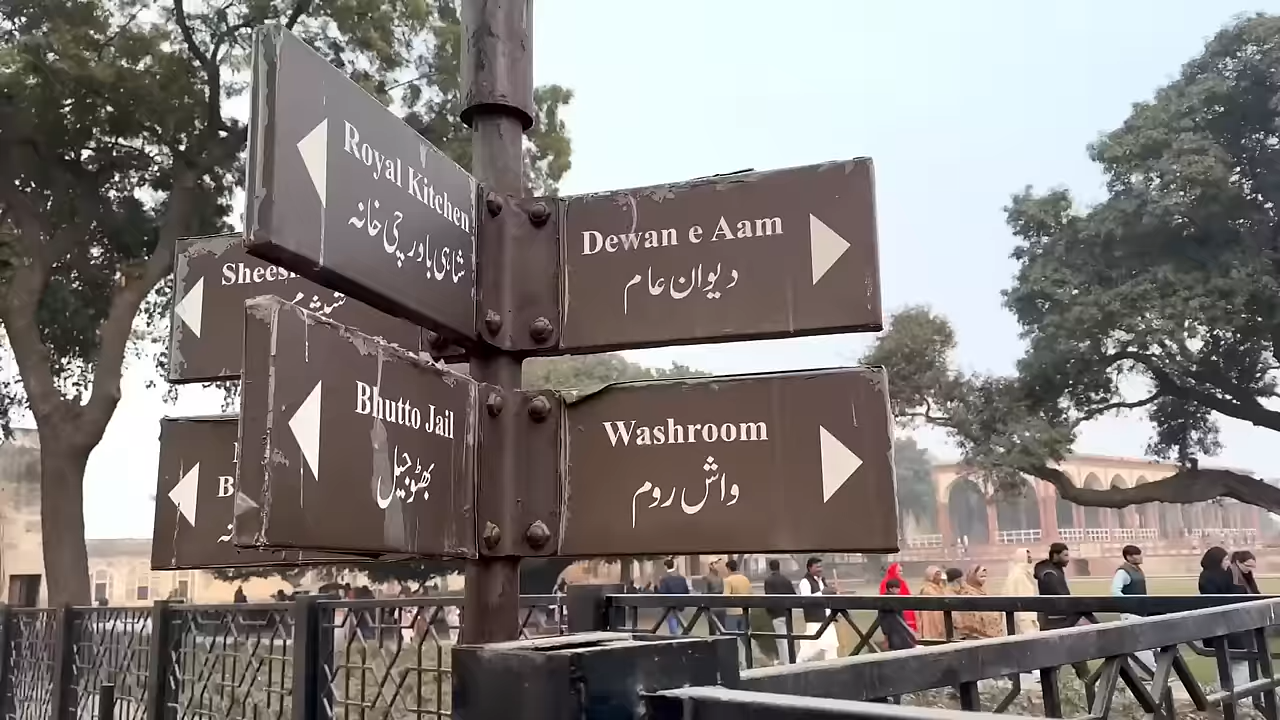 Royal Kitchen
شاہی باورچی خانہ
Dewan e Aam
دیوان عام
Bhutto Jail
بھٹو جیل
Washroom
واش روم